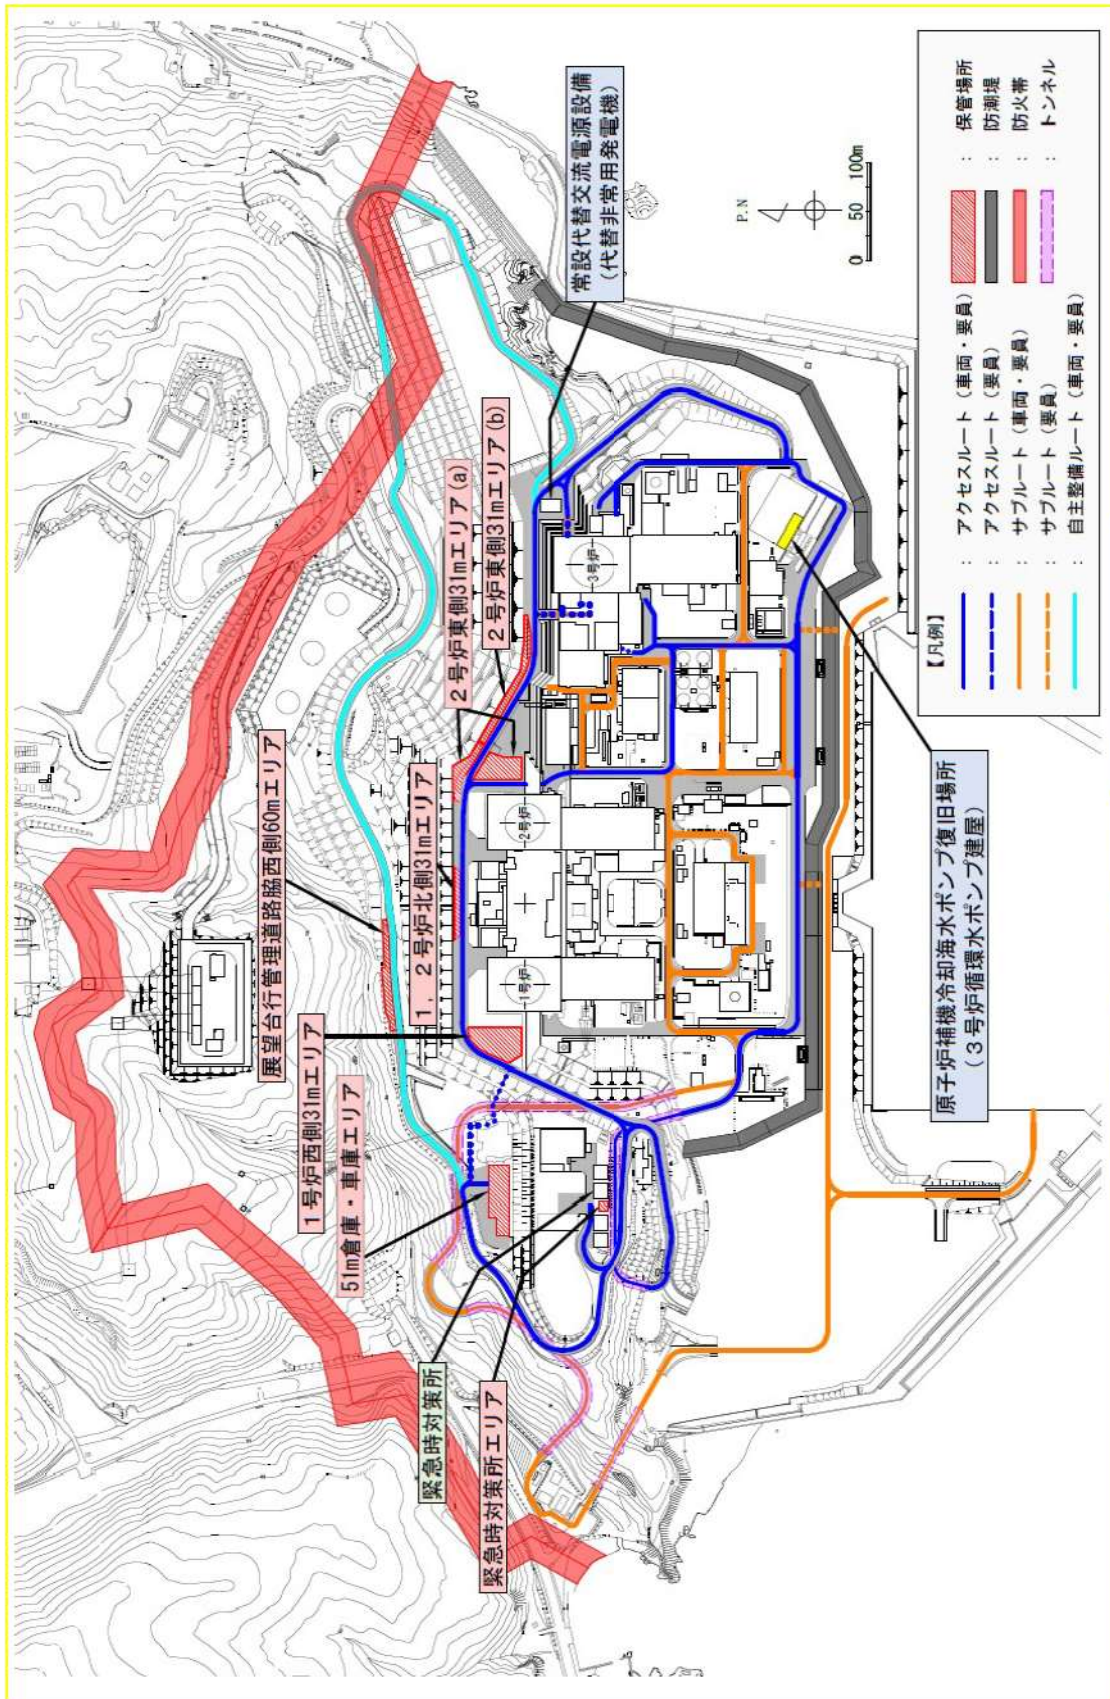 展望台行管理道路脇西側60mエリア
1号炉西側31mエリア
51m倉庫・車庫エリア
1，2号炉北側31mエリア
2号炉東側31mエリア(a)
2号炉東側31mエリア(b)
常設代替交流電源設備
（代替非常用発電機）
緊急時対策所
緊急時対策所エリア
1号炉
2号炉
3号炉
原子炉補機冷却海水ポンプ復旧場所
（3号炉循環水ポンプ建屋）
P.N
0 50 100m
【凡例】
： アクセスルート（車両・要員）
： アクセスルート（要員）
： サブルート（車両・要員）
： サブルート（要員）
： 自主整備ルート（車両・要員）
： 保管場所
： 防潮堤
： 防火帯
： トンネル